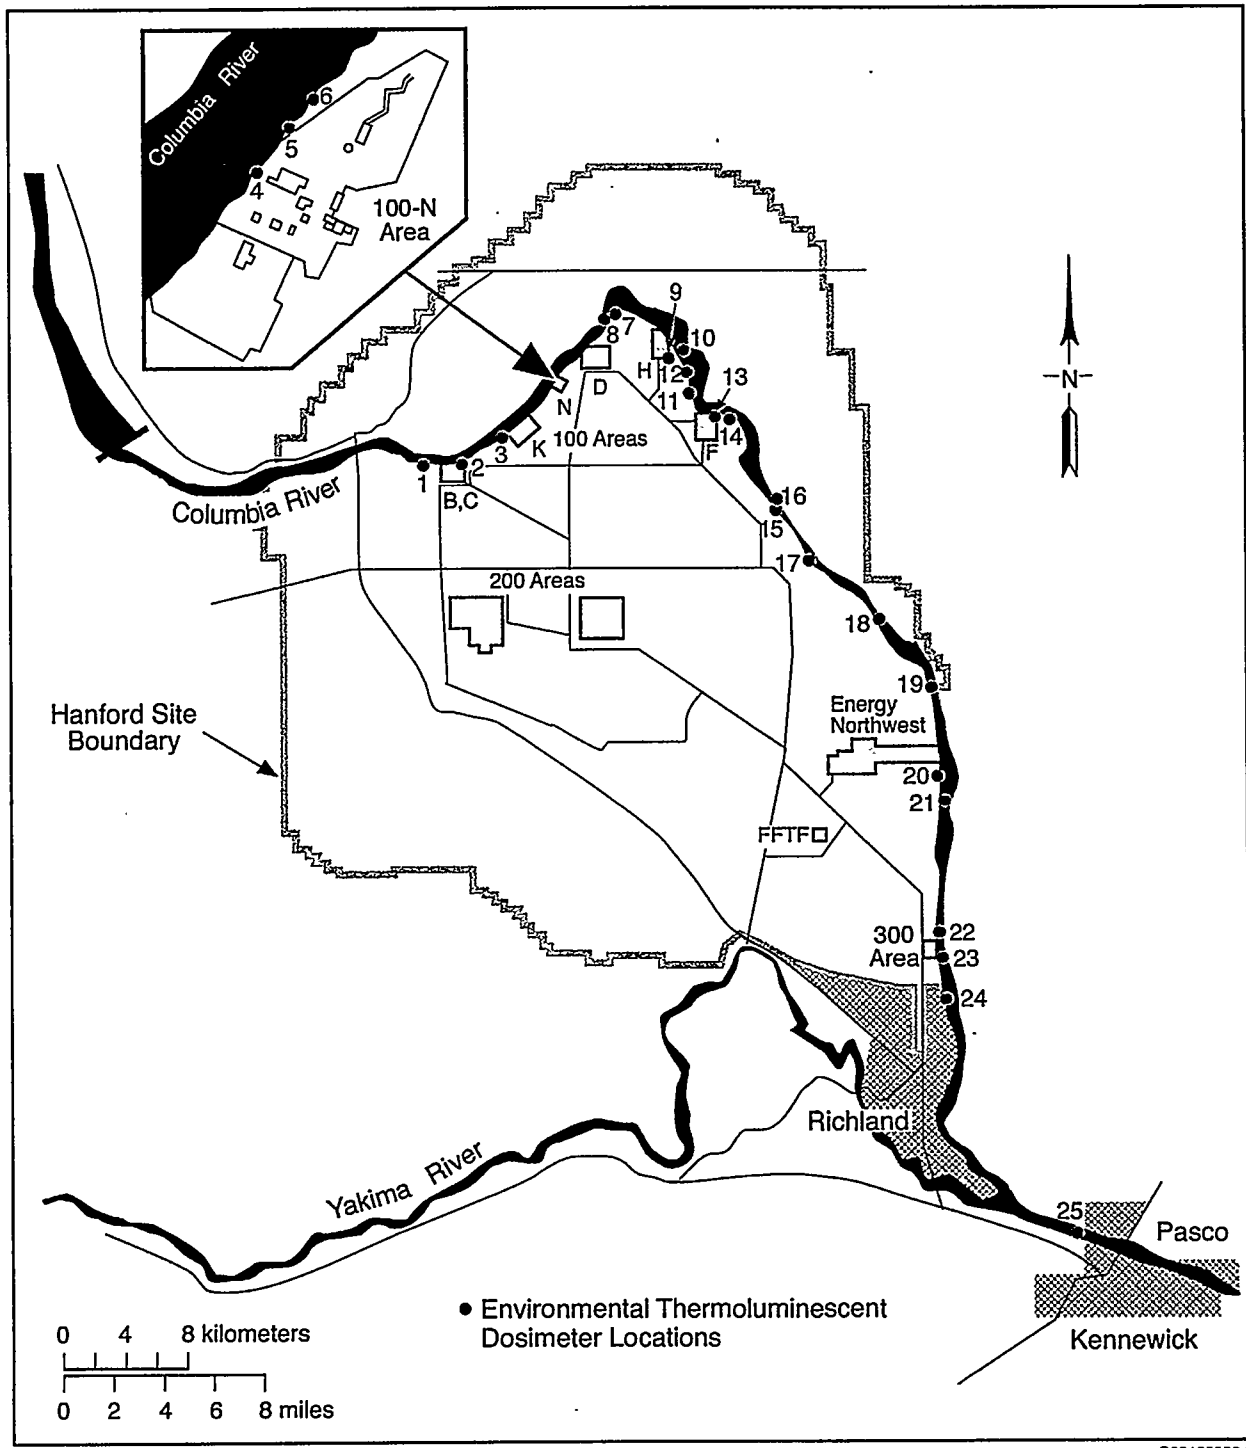 Columbia River
6
5
4
100-N
Area
9
7
8
10
H
12
13
D
11
N
14
K
100 Areas
F
3
1
2
B,C
Columbia River
16
15
17
200 Areas
18
19
Hanford Site
Boundary
Energy
Northwest
20
21
FFTF
300
Area
22
23
24
Richland
Yakima River
25
Pasco
Kennewick
N
Environmental Thermoluminescent
Dosimeter Locations
0 4 8 kilometers
0 2 4 6 8 miles